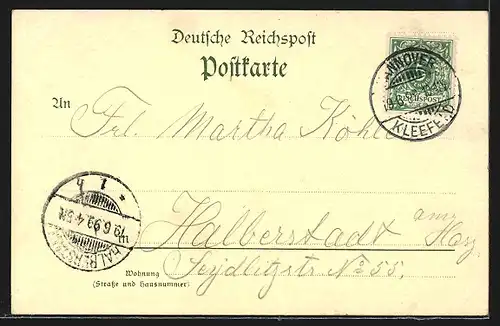 Deutsche Reichspost
Postkarte
An
Frl. Martha Köhler
Halberstadt a/m Harz
Wohnung
(Straße und Hausnummer)
Seydlitzstr No 55.
HANNOVER
KLEEFELD
REICHSPOST
HALBERSTADT
19.6.99.4-5N